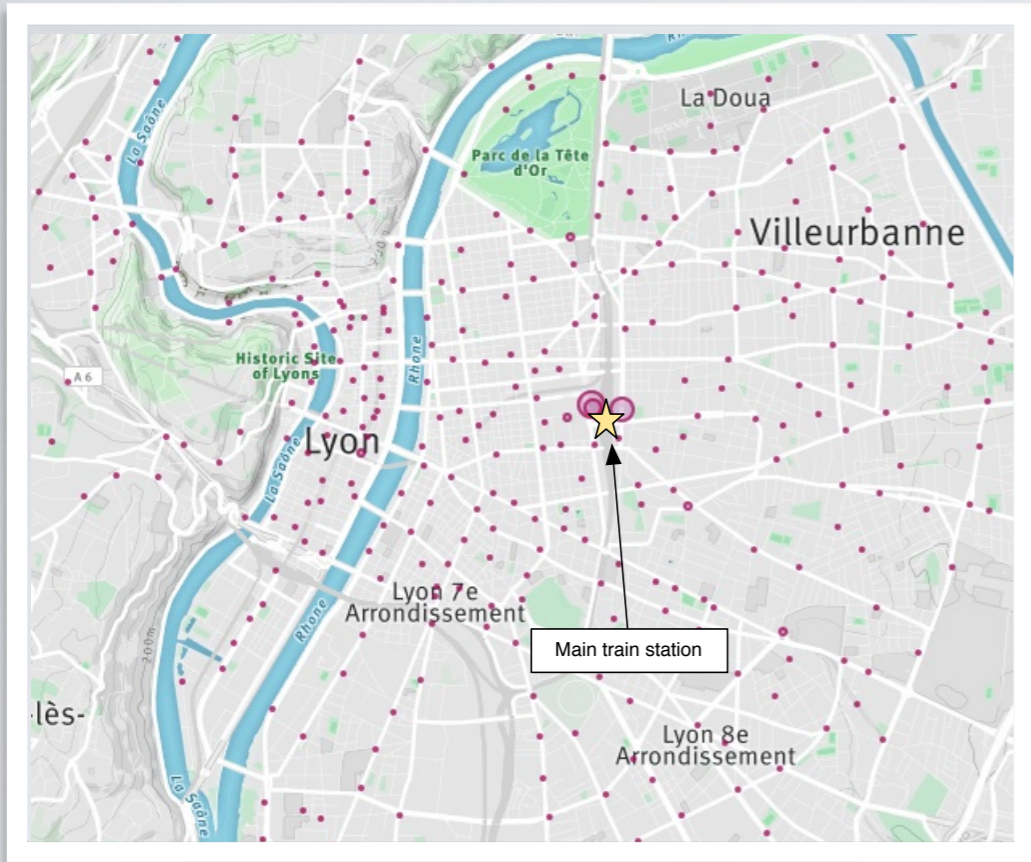 La Saône
La Doua
Parc de la Tête
d'Or
Villeurbanne
Historic Site
of Lyons
Rhone
A 6
Lyon
La Saône
Lyon 7e
Arrondissement
Rhone
200m
Main train station
-lès-
Lyon 8e
Arrondissement
La Saône